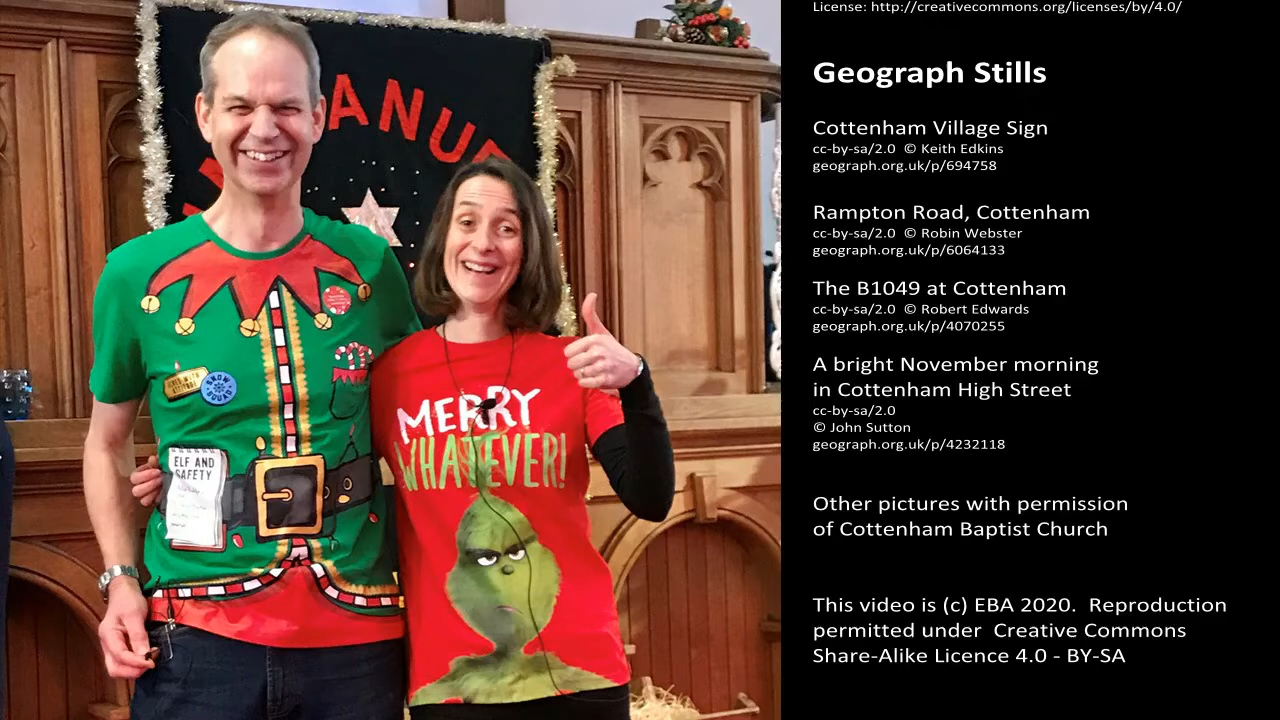 ANUE
MERRY
WHATEVER!
SNOW
SQUAD
ELF AND
SAFETY
License: http://creativecommons.org/licenses/by/4.0/
Geograph Stills
Cottenham Village Sign
cc-by-sa/2.0 © Keith Edkins
geograph.org.uk/p/694758
Rampton Road, Cottenham
cc-by-sa/2.0 © Robin Webster
geograph.org.uk/p/6064133
The B1049 at Cottenham
cc-by-sa/2.0 © Robert Edwards
geograph.org.uk/p/4070255
A bright November morning
in Cottenham High Street
cc-by-sa/2.0
© John Sutton
geograph.org.uk/p/4232118
Other pictures with permission
of Cottenham Baptist Church
This video is (c) EBA 2020. Reproduction
permitted under Creative Commons
Share-Alike Licence 4.0 - BY-SA